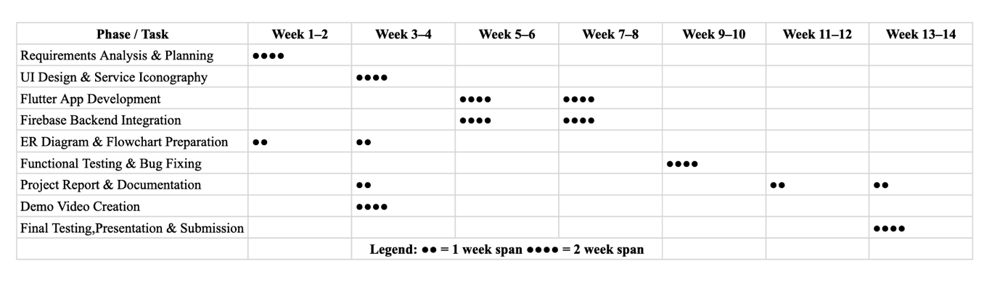 Phase / Task Week 1–2 Week 3–4 Week 5–6 Week 7–8 Week 9–10 Week 11–12 Week 13–14
Requirements Analysis & Planning ●●●●
UI Design & Service Iconography ●●●●
Flutter App Development ●●●● ●●●●
Firebase Backend Integration ●●●● ●●●●
ER Diagram & Flowchart Preparation ●● ●●
Functional Testing & Bug Fixing ●●●●
Project Report & Documentation ●● ●● ●●
Demo Video Creation ●●●●
Final Testing,Presentation & Submission ●●●●
Legend: ●● = 1 week span ●●●● = 2 week span